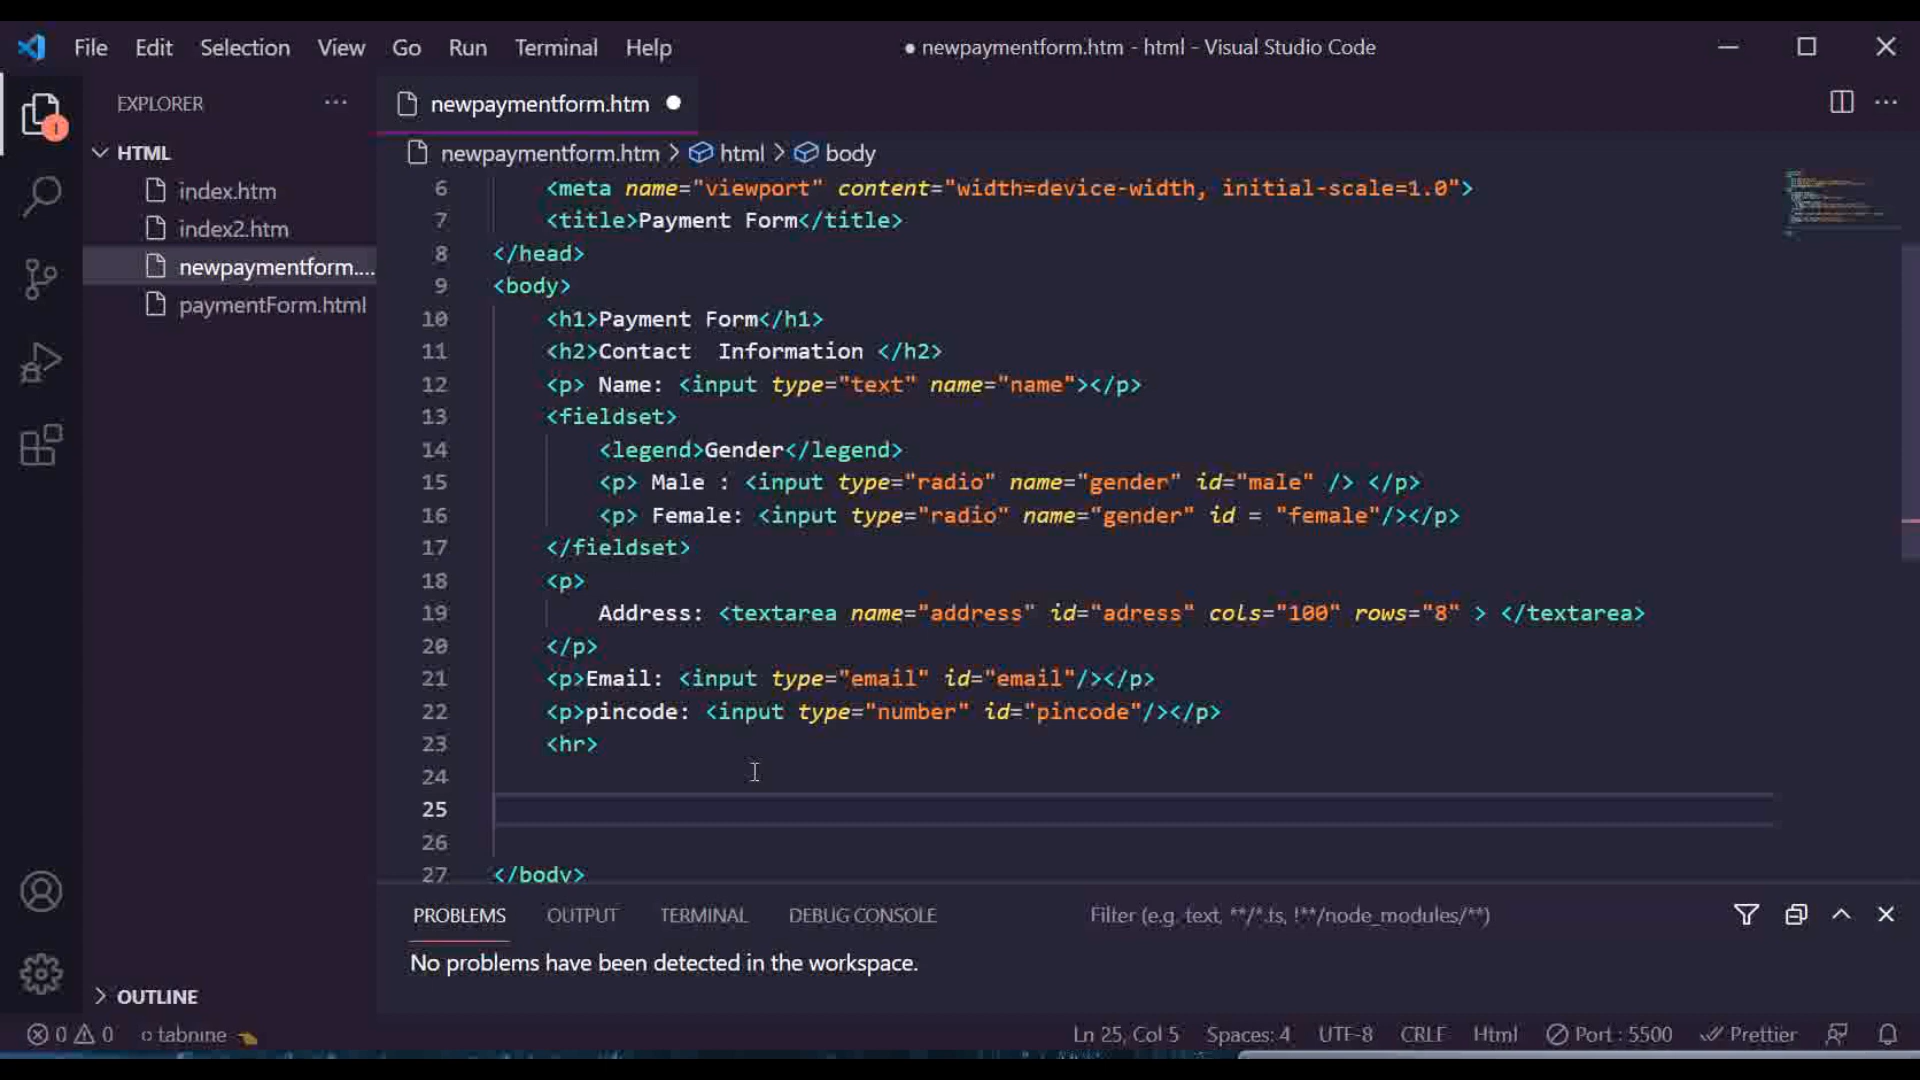 File Edit Selection View Go Run Terminal Help
● newpaymentform.htm - html - Visual Studio Code
EXPLORER ···
newpaymentform.htm ●
1
HTML
newpaymentform.htm > html > body
index.htm
index2.htm
newpaymentform....
paymentForm.html
6 <meta name="viewport" content="width=device-width, initial-scale=1.0">
7 <title>Payment Form</title>
8 </head>
9 <body>
10 <h1>Payment Form</h1>
11 <h2>Contact  Information </h2>
12 <p> Name: <input type="text" name="name"></p>
13 <fieldset>
14 <legend>Gender</legend>
15 <p> Male : <input type="radio" name="gender" id="male" /> </p>
16 <p> Female: <input type="radio" name="gender" id = "female"/></p>
17 </fieldset>
18 <p>
19 Address: <textarea name="address" id="adress" cols="100" rows="8" > </textarea>
20 </p>
21 <p>Email: <input type="email" id="email"/></p>
22 <p>pincode: <input type="number" id="pincode"/></p>
23 <hr>
24
25
26
27 </body>
PROBLEMS OUTPUT TERMINAL DEBUG CONSOLE Filter (e.g. text, **/*.ts, !**/node_modules/**)
No problems have been detected in the workspace.
OUTLINE
0 0 tabnine Ln 25, Col 5 Spaces: 4 UTF-8 CRLF Html Port : 5500 Prettier